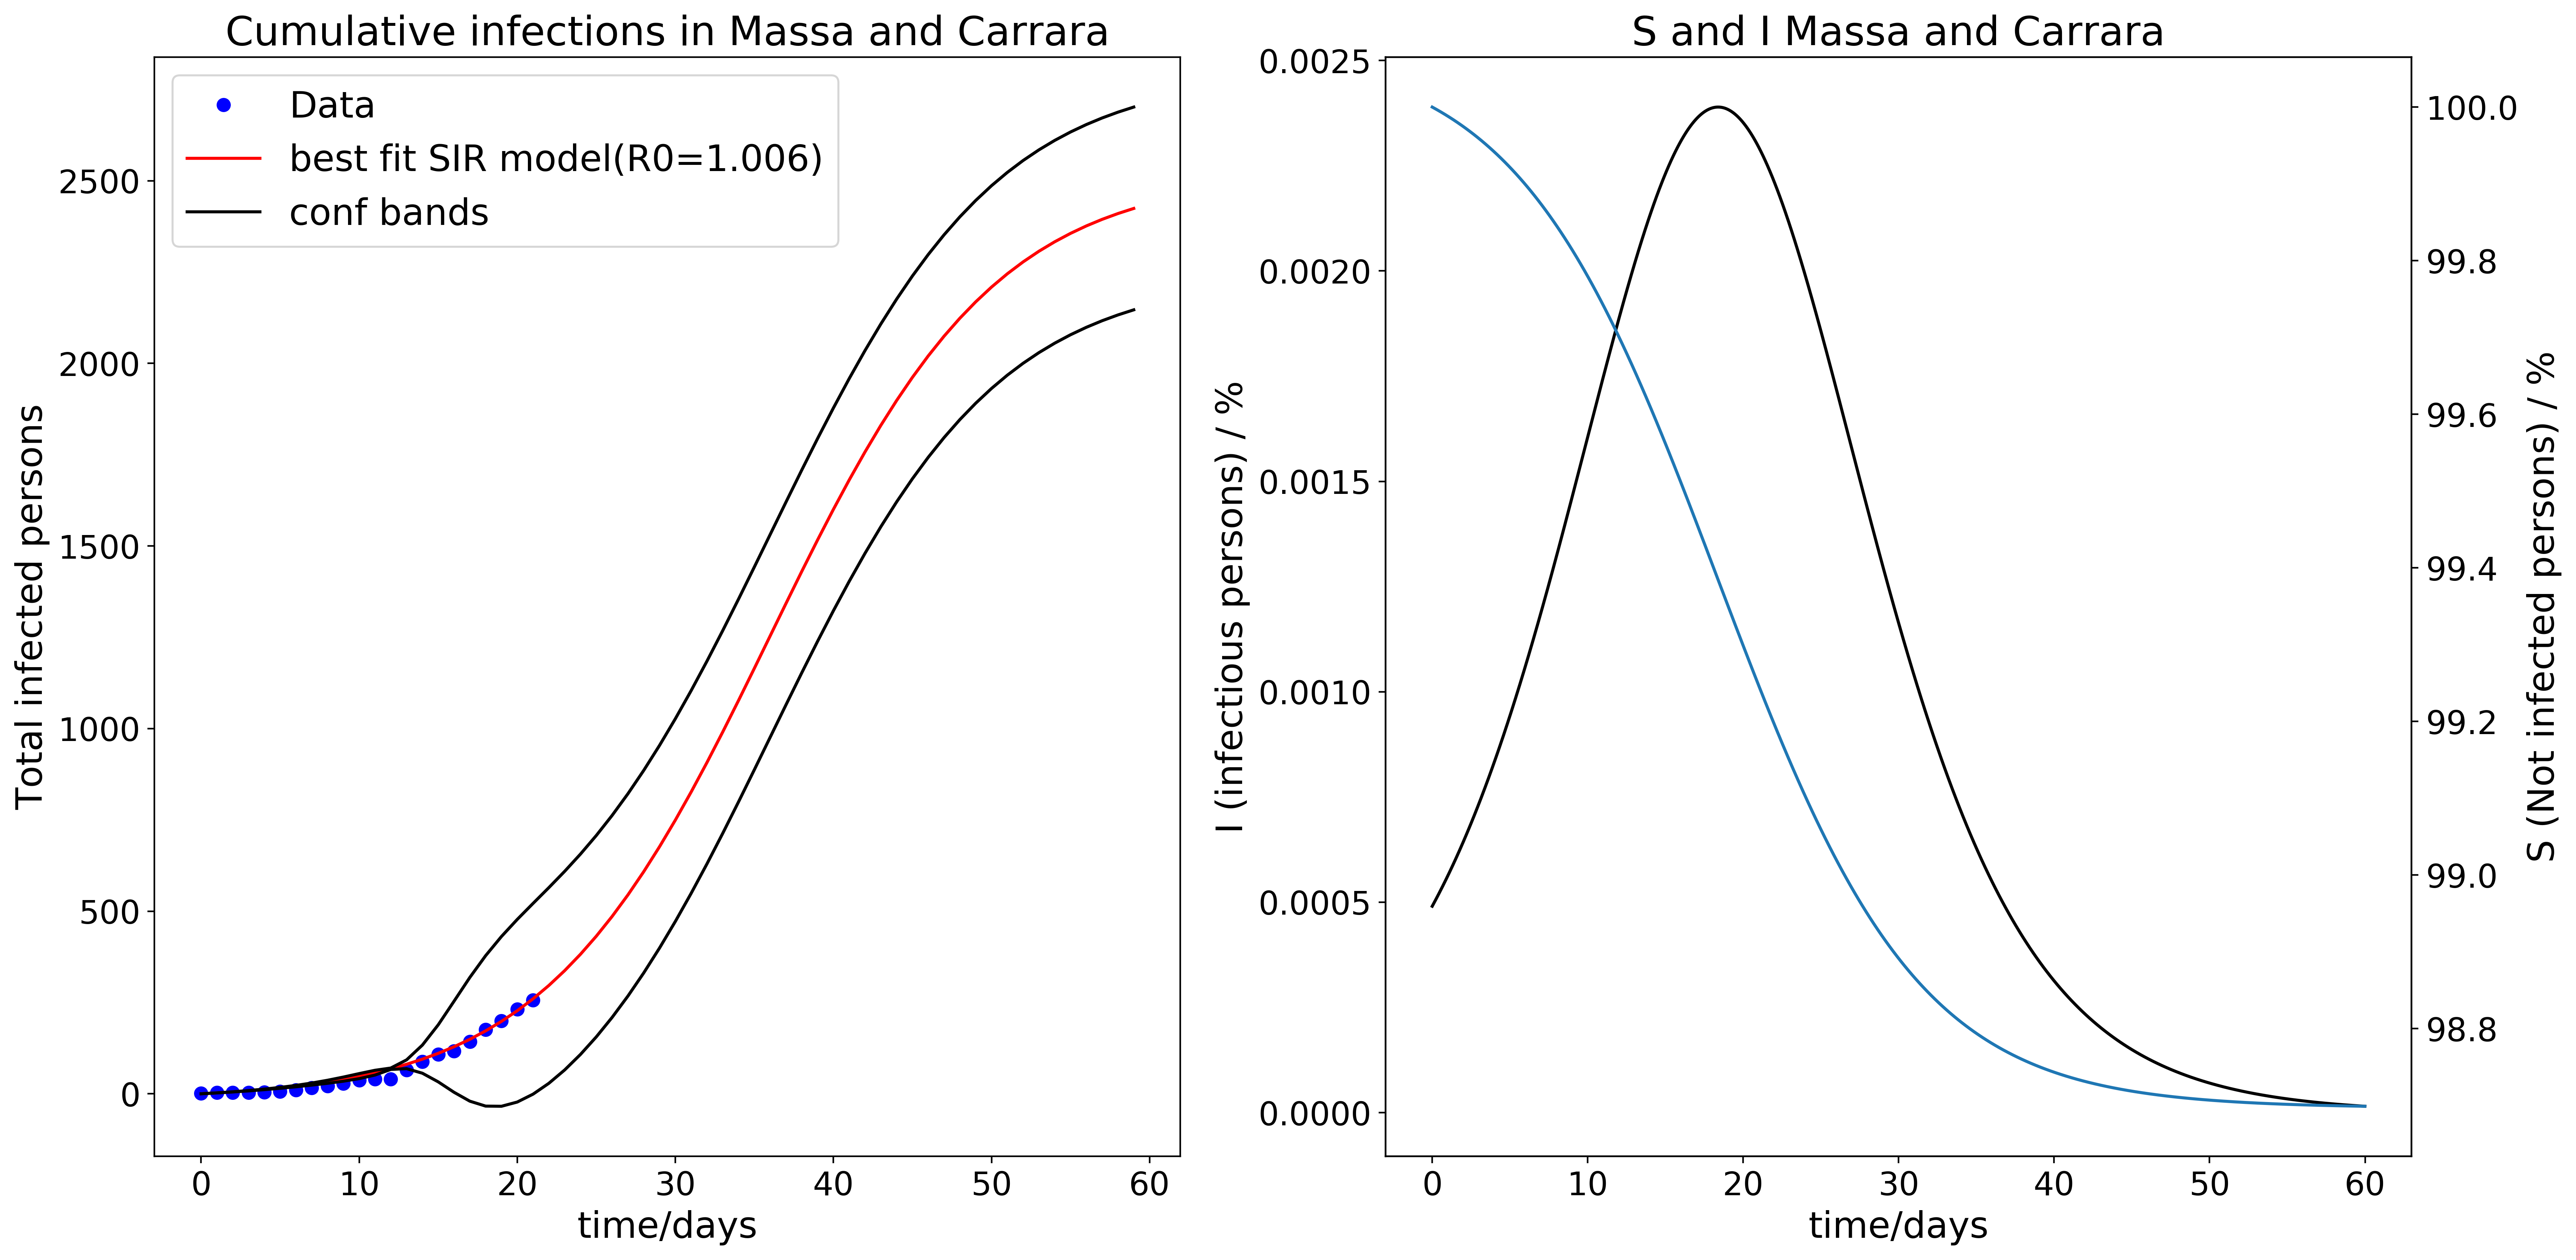 Cumulative infections in Massa and Carrara
Data
best fit SIR model(R0=1.006)
conf bands
Total infected persons
2500
2000
1500
1000
500
0
0 10 20 30 40 50 60
time/days
S and I Massa and Carrara
I (infectious persons) / %
0.0025
0.0020
0.0015
0.0010
0.0005
0.0000
0 10 20 30 40 50 60
time/days
100.0
99.8
99.6
99.4
99.2
99.0
98.8
S (Not infected persons) / %